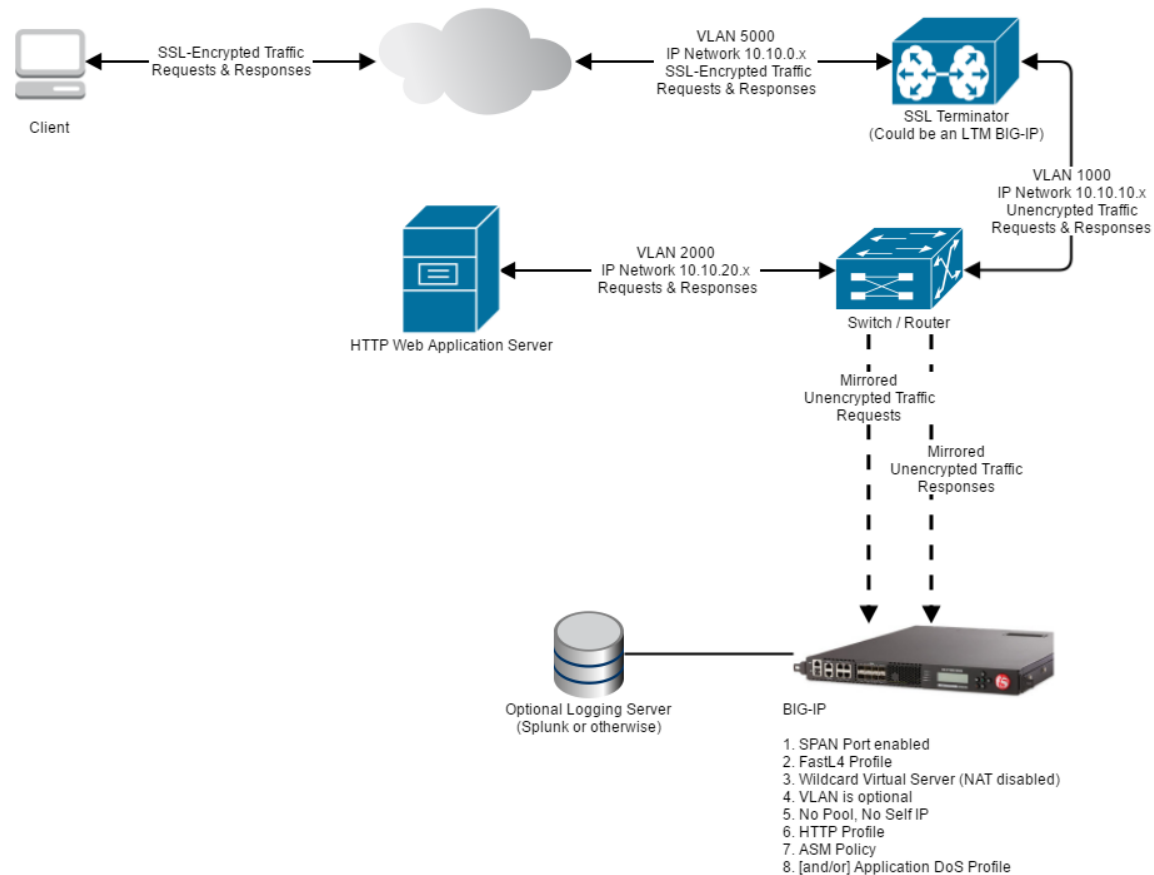 SSL-Encrypted Traffic
Requests & Responses
Client
VLAN 5000
IP Network 10.10.0.x
SSL-Encrypted Traffic
Requests & Responses
SSL Terminator
(Could be an LTM BIG-IP)
VLAN 1000
IP Network 10.10.10.x
Unencrypted Traffic
Requests & Responses
VLAN 2000
IP Network 10.10.20.x
Requests & Responses
HTTP Web Application Server
Switch / Router
Mirrored
Unencrypted Traffic
Requests
Mirrored
Unencrypted Traffic
Responses
Optional Logging Server
(Splunk or otherwise)
f5
BIG-IP
1. SPAN Port enabled
2. FastL4 Profile
3. Wildcard Virtual Server (NAT disabled)
4. VLAN is optional
5. No Pool, No Self IP
6. HTTP Profile
7. ASM Policy
8. [and/or] Application DoS Profile